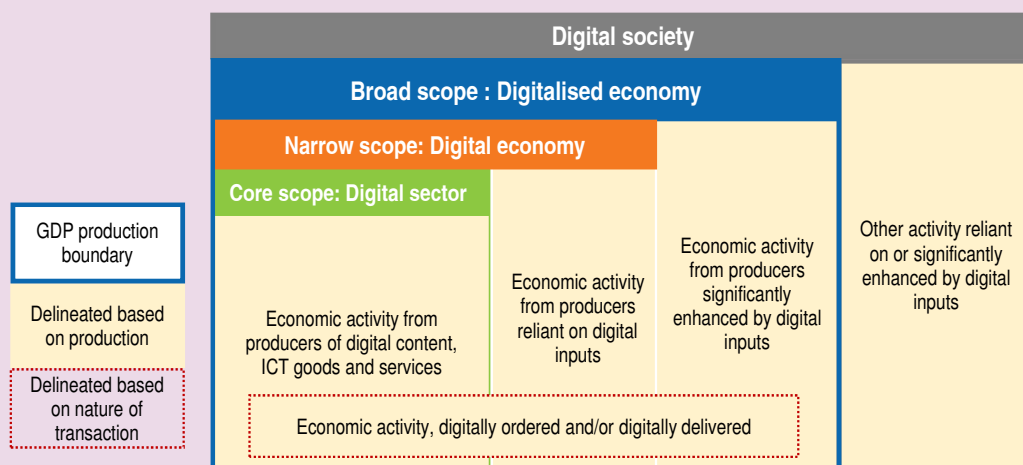 Digital society
Broad scope : Digitalised economy
Narrow scope: Digital economy
Core scope: Digital sector
GDP production
boundary
Delineated based
on production
Delineated based
on nature of
transaction
Economic activity from
producers of digital content,
ICT goods and services
Economic activity
from producers
reliant on digital
inputs
Economic activity
from producers
significantly
enhanced by digital
inputs
Other activity reliant
on or significantly
enhanced by digital
inputs
Economic activity, digitally ordered and/or digitally delivered